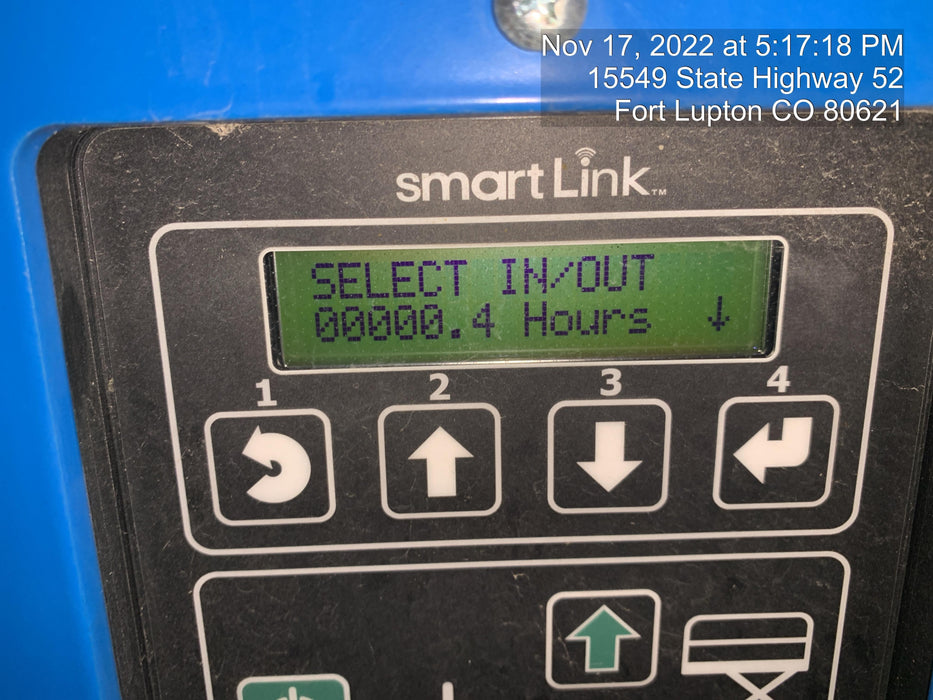 Nov 17, 2022 at 5:17:18 PM
15549 State Highway 52
Fort Lupton CO 80621
smartLink™
SELECT IN/OUT
00000.4 Hours ↓
1 2 3 4